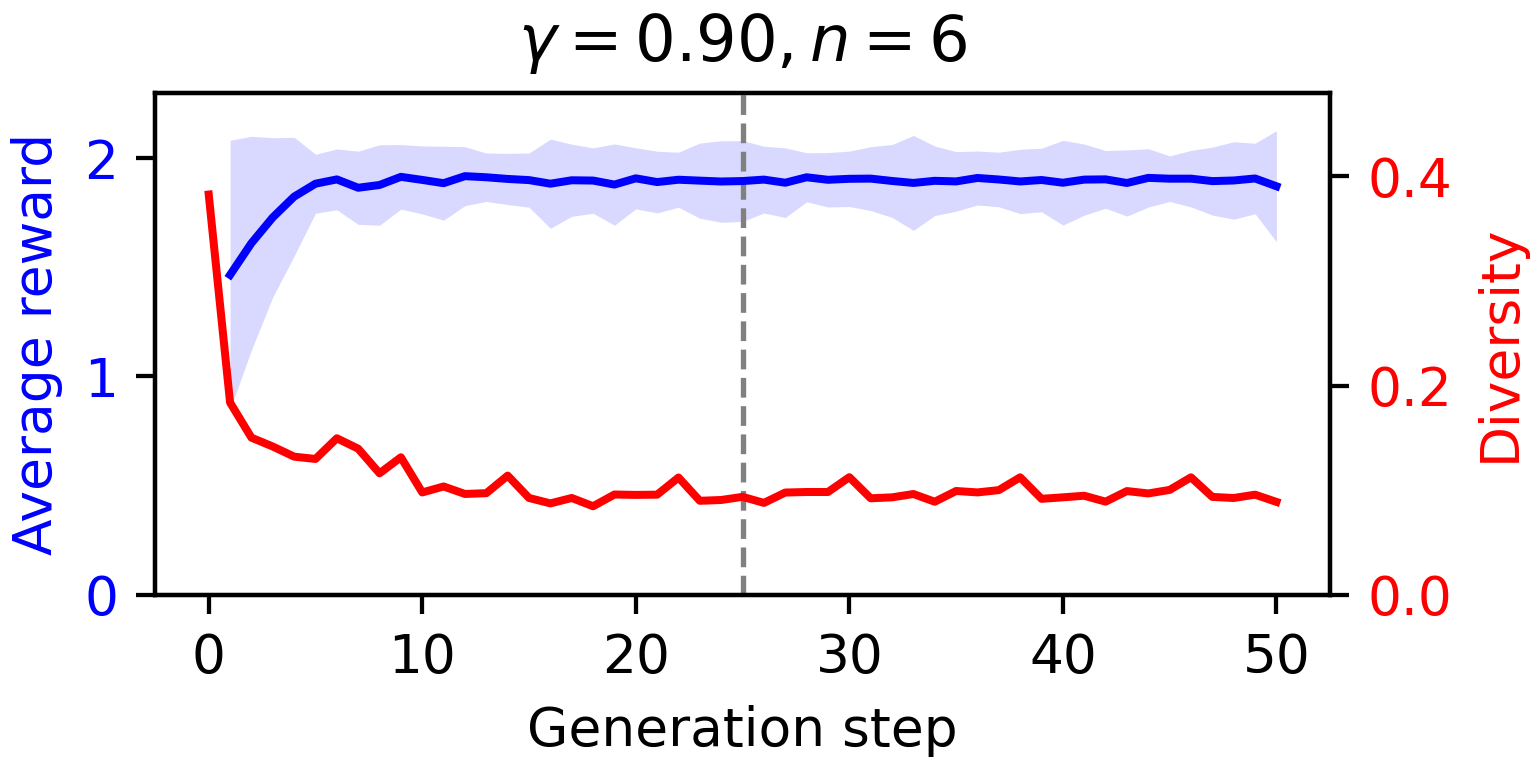 γ = 0.90, n = 6
Average reward
2
1
0
0.4
0.2
0.0
Diversity
0 10 20 30 40 50
Generation step